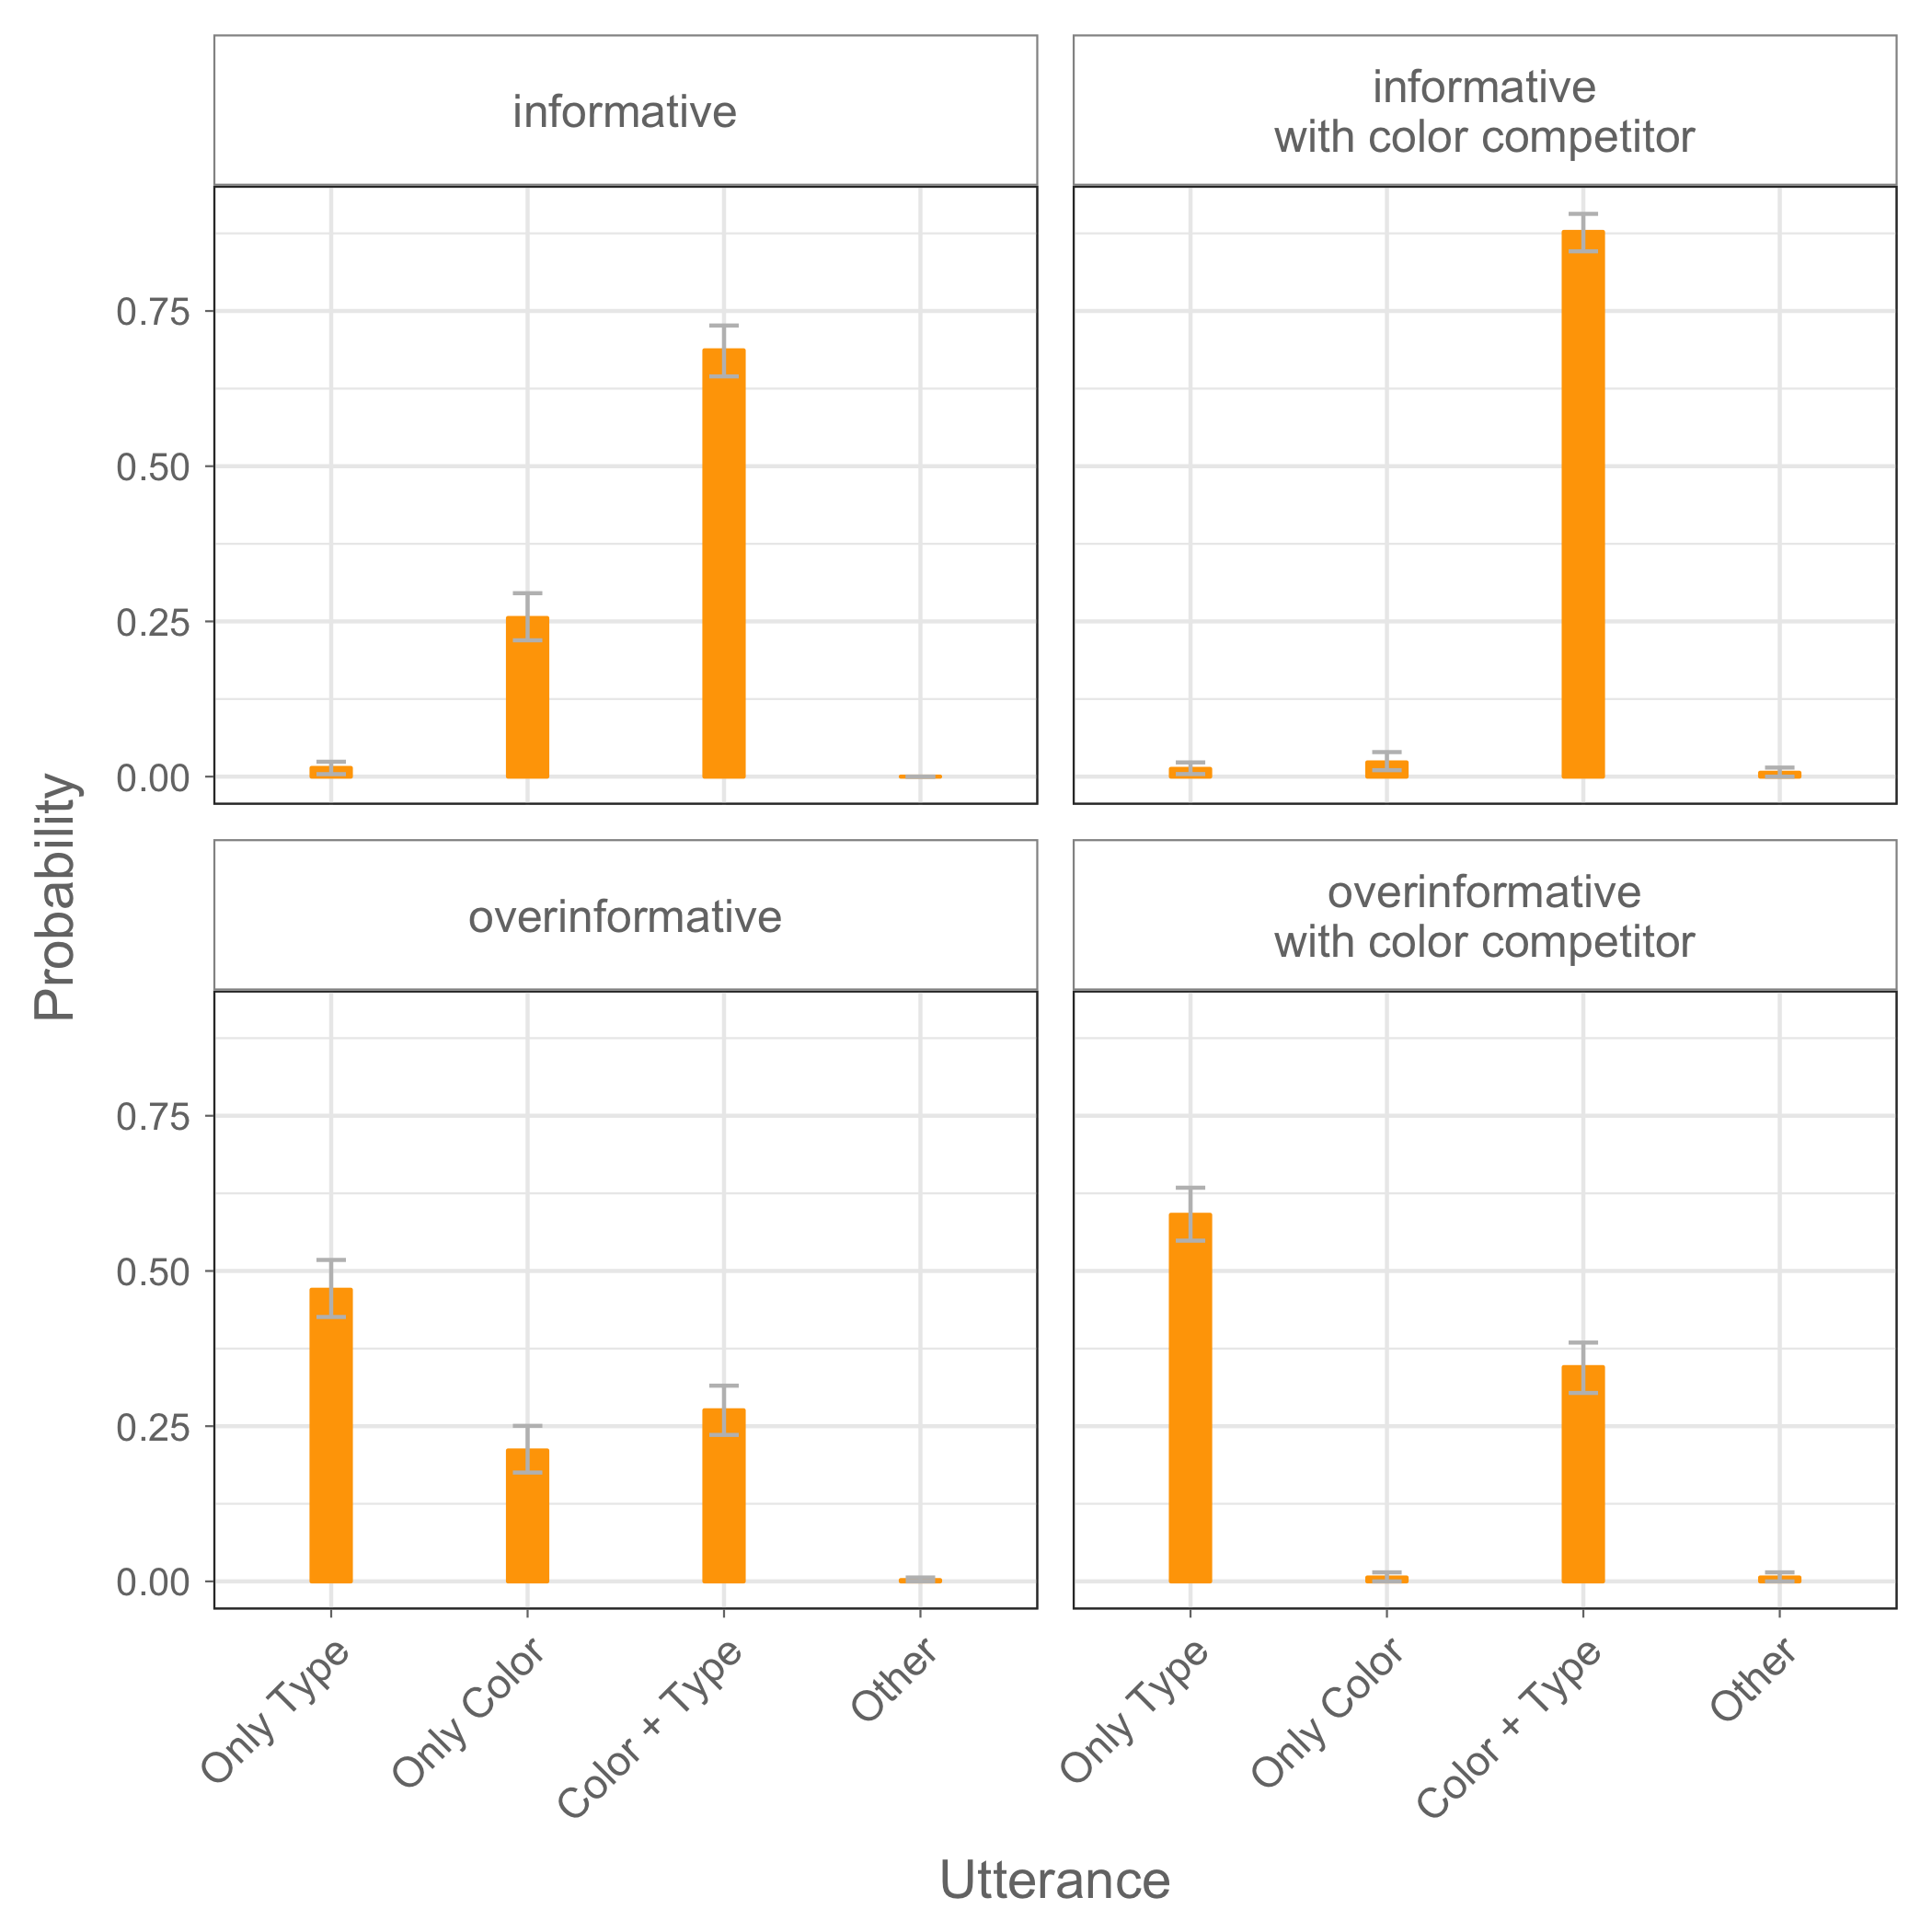 informative
informative
with color competitor
0.75
0.50
0.25
0.00
overinformative
overinformative
with color competitor
0.75
0.50
0.25
0.00
Probability
Only Type
Only Color
Color + Type
Other
Only Type
Only Color
Color + Type
Other
Utterance